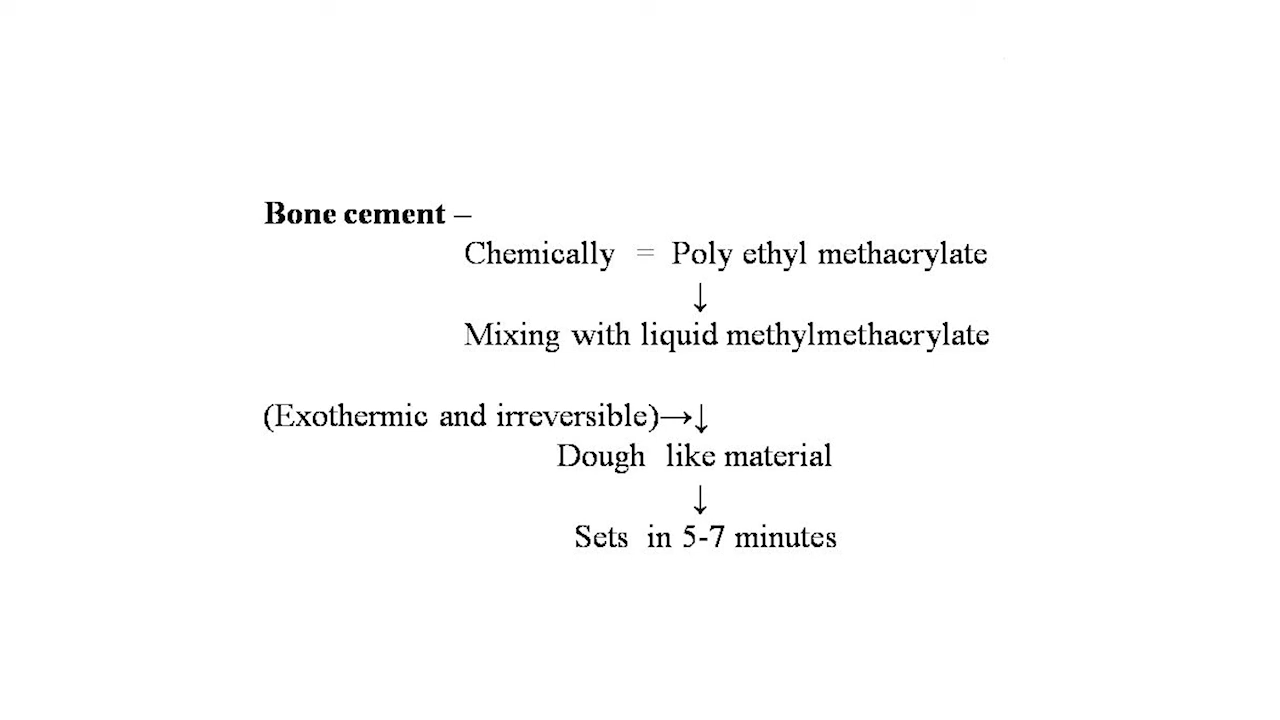 Bone cement –
Chemically = Poly ethyl methacrylate
↓
Mixing with liquid methylmethacrylate
(Exothermic and irreversible)→↓
Dough like material
↓
Sets in 5-7 minutes